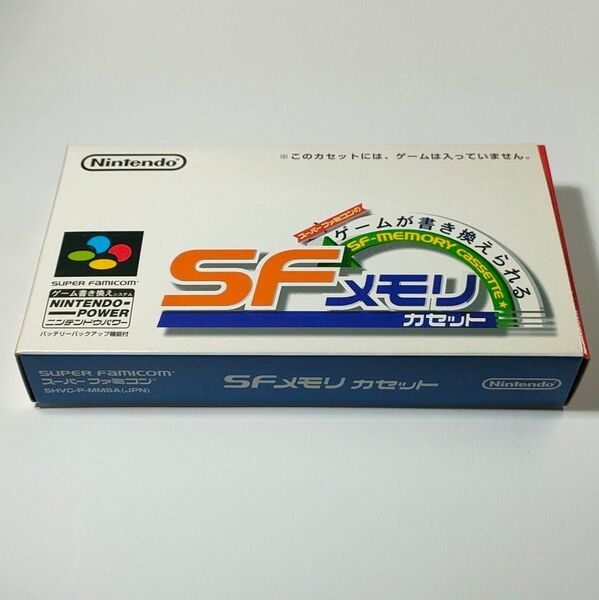 Nintendo
※このカセットには、ゲームは入っていません。
スーパーファミコンの
ゲームが書き換えられる
SF-MEMORY CASSETTE★
SFメモリ
カセット
SUPER FAMICOM
ゲーム書き換えシステム
NINTENDO
POWER
ニンテンドウパワー
バッテリーバックアップ機能付
SUPER FAMICOM
スーパーファミコン
SHVC-P-MMSA(JPN)
SFメモリ カセット
Nintendo